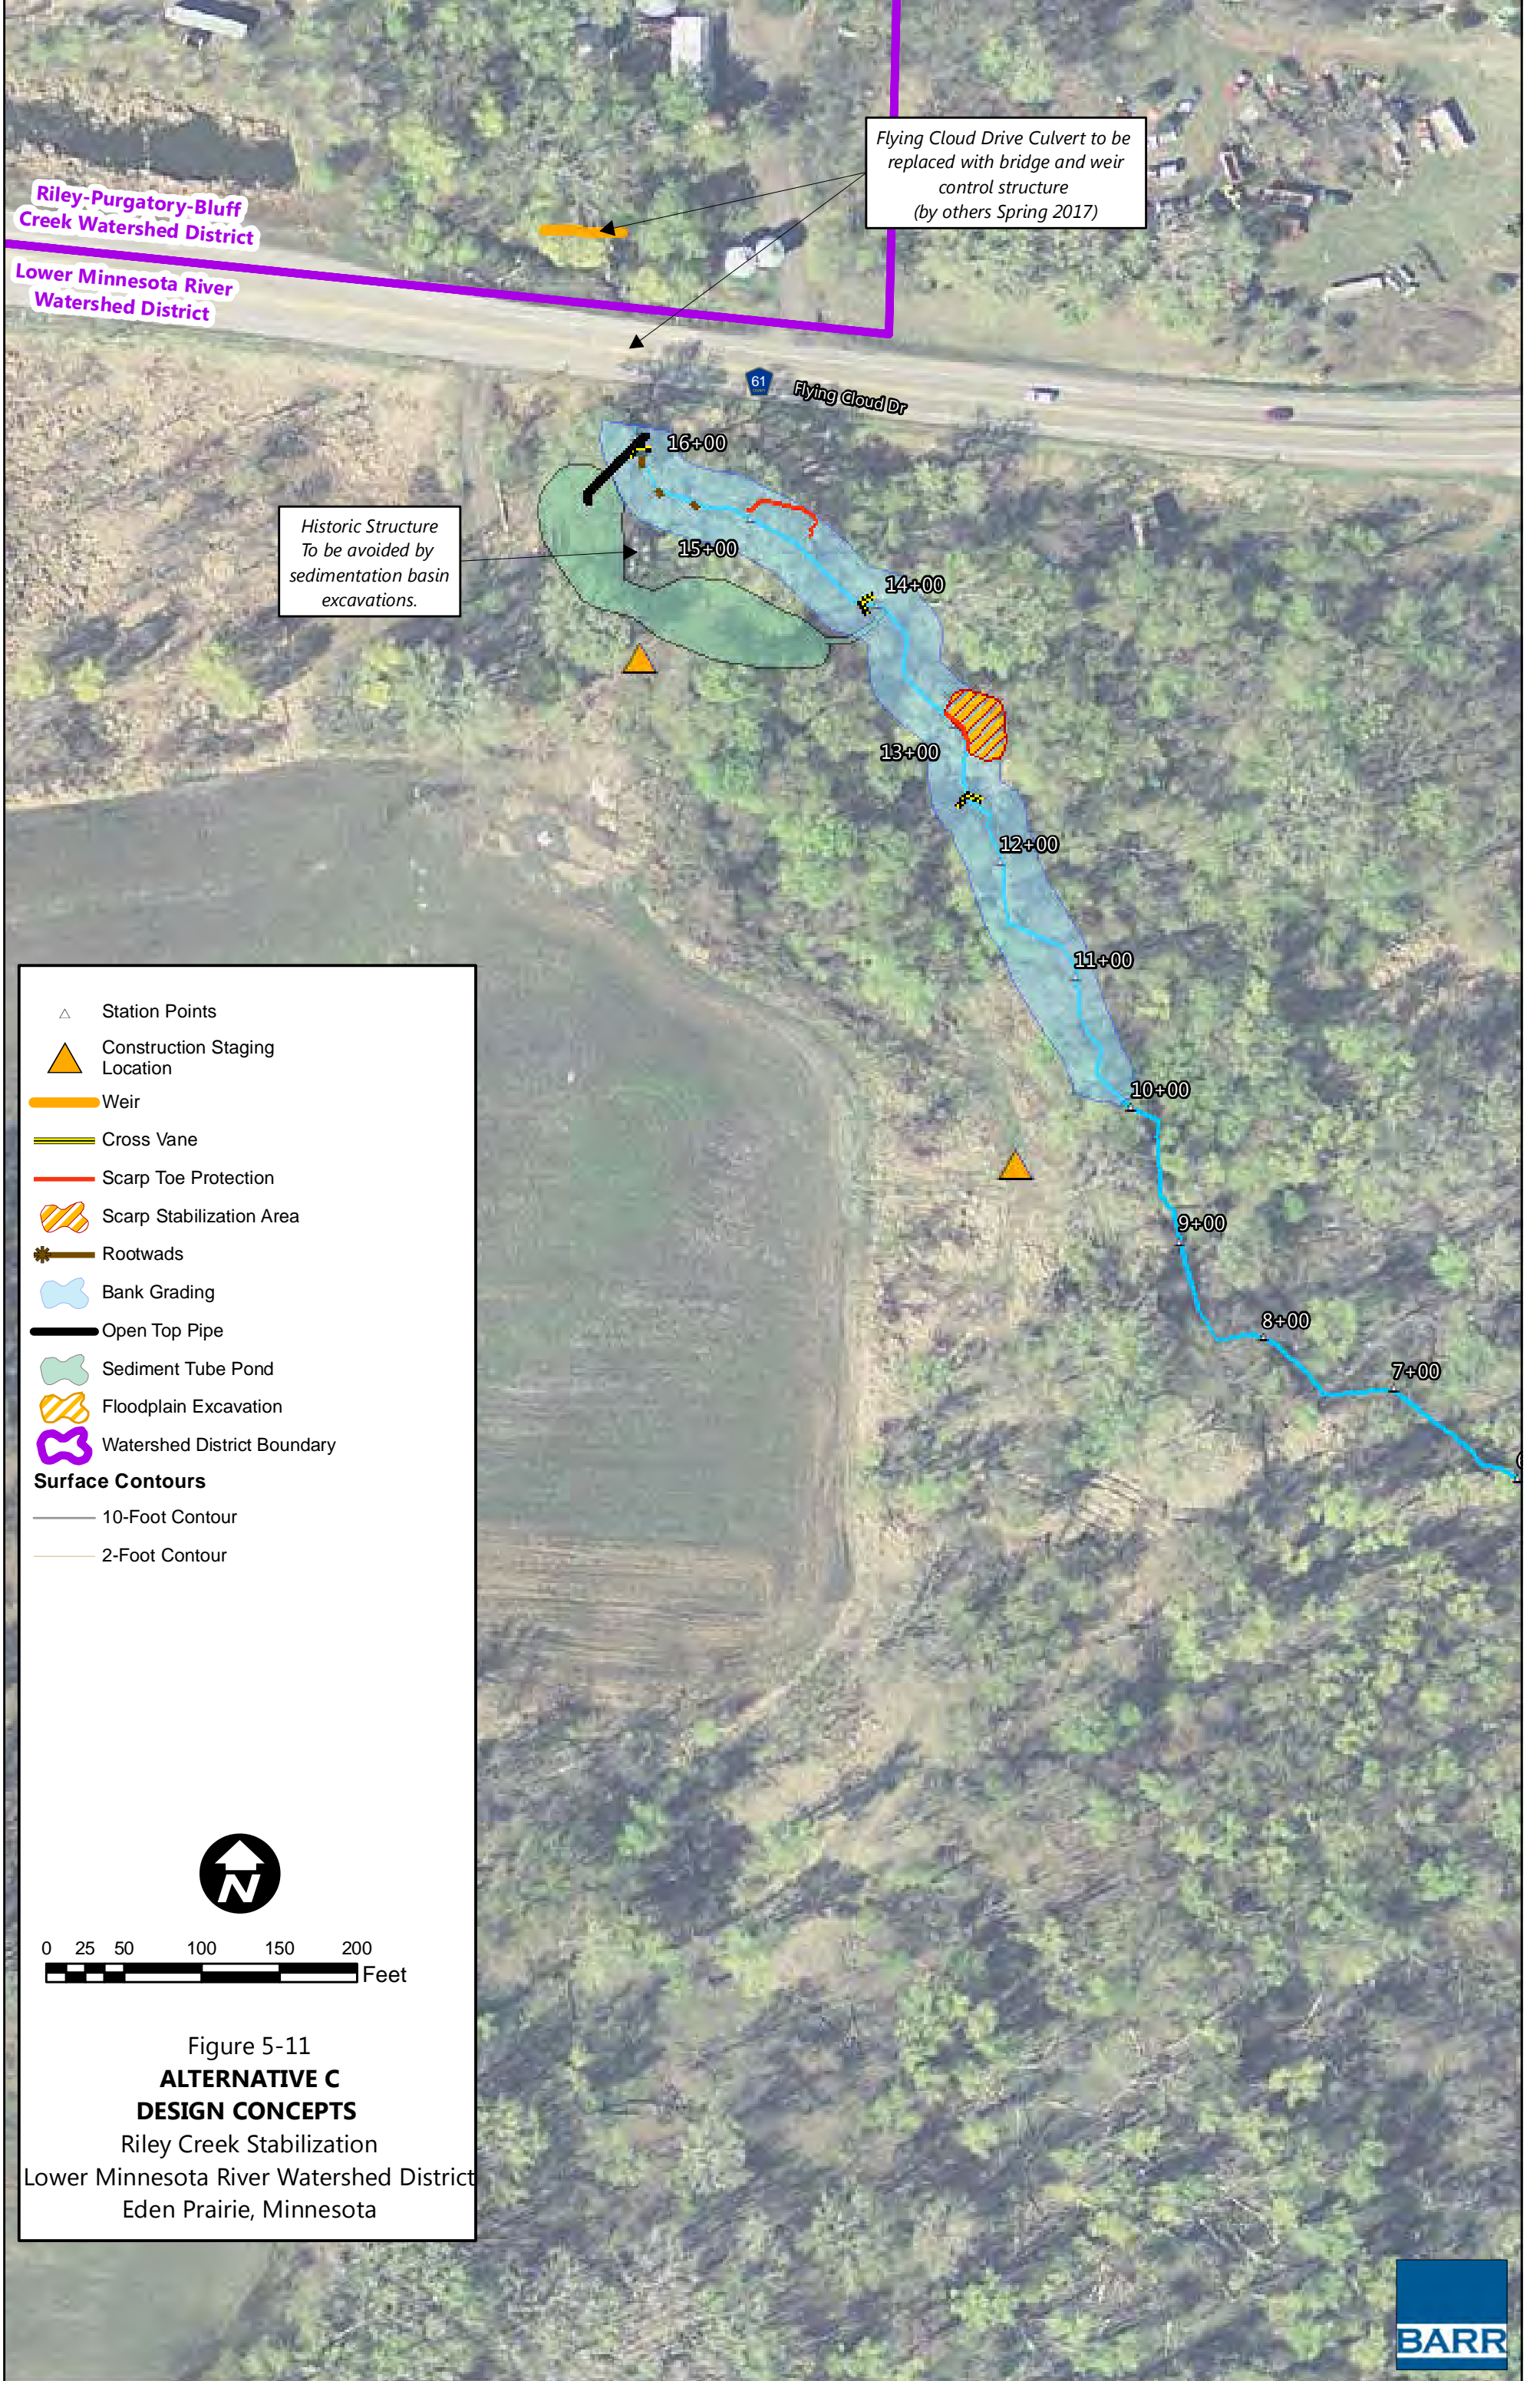 Flying Cloud Drive Culvert to be
replaced with bridge and weir
control structure
(by others Spring 2017)
Riley-Purgatory-Bluff
Creek Watershed District
Lower Minnesota River
Watershed District
61
Flying Cloud Dr
16+00
Historic Structure
To be avoided by
sedimentation basin
excavations.
15+00
14+00
13+00
12+00
11+00
10+00
9+00
8+00
7+00
Station Points
Construction Staging
Location
Weir
Cross Vane
Scarp Toe Protection
Scarp Stabilization Area
Rootwads
Bank Grading
Open Top Pipe
Sediment Tube Pond
Floodplain Excavation
Watershed District Boundary
Surface Contours
10-Foot Contour
2-Foot Contour
N
0 25 50 100 150 200
Feet
Figure 5-11
ALTERNATIVE C
DESIGN CONCEPTS
Riley Creek Stabilization
Lower Minnesota River Watershed District
Eden Prairie, Minnesota
BARR